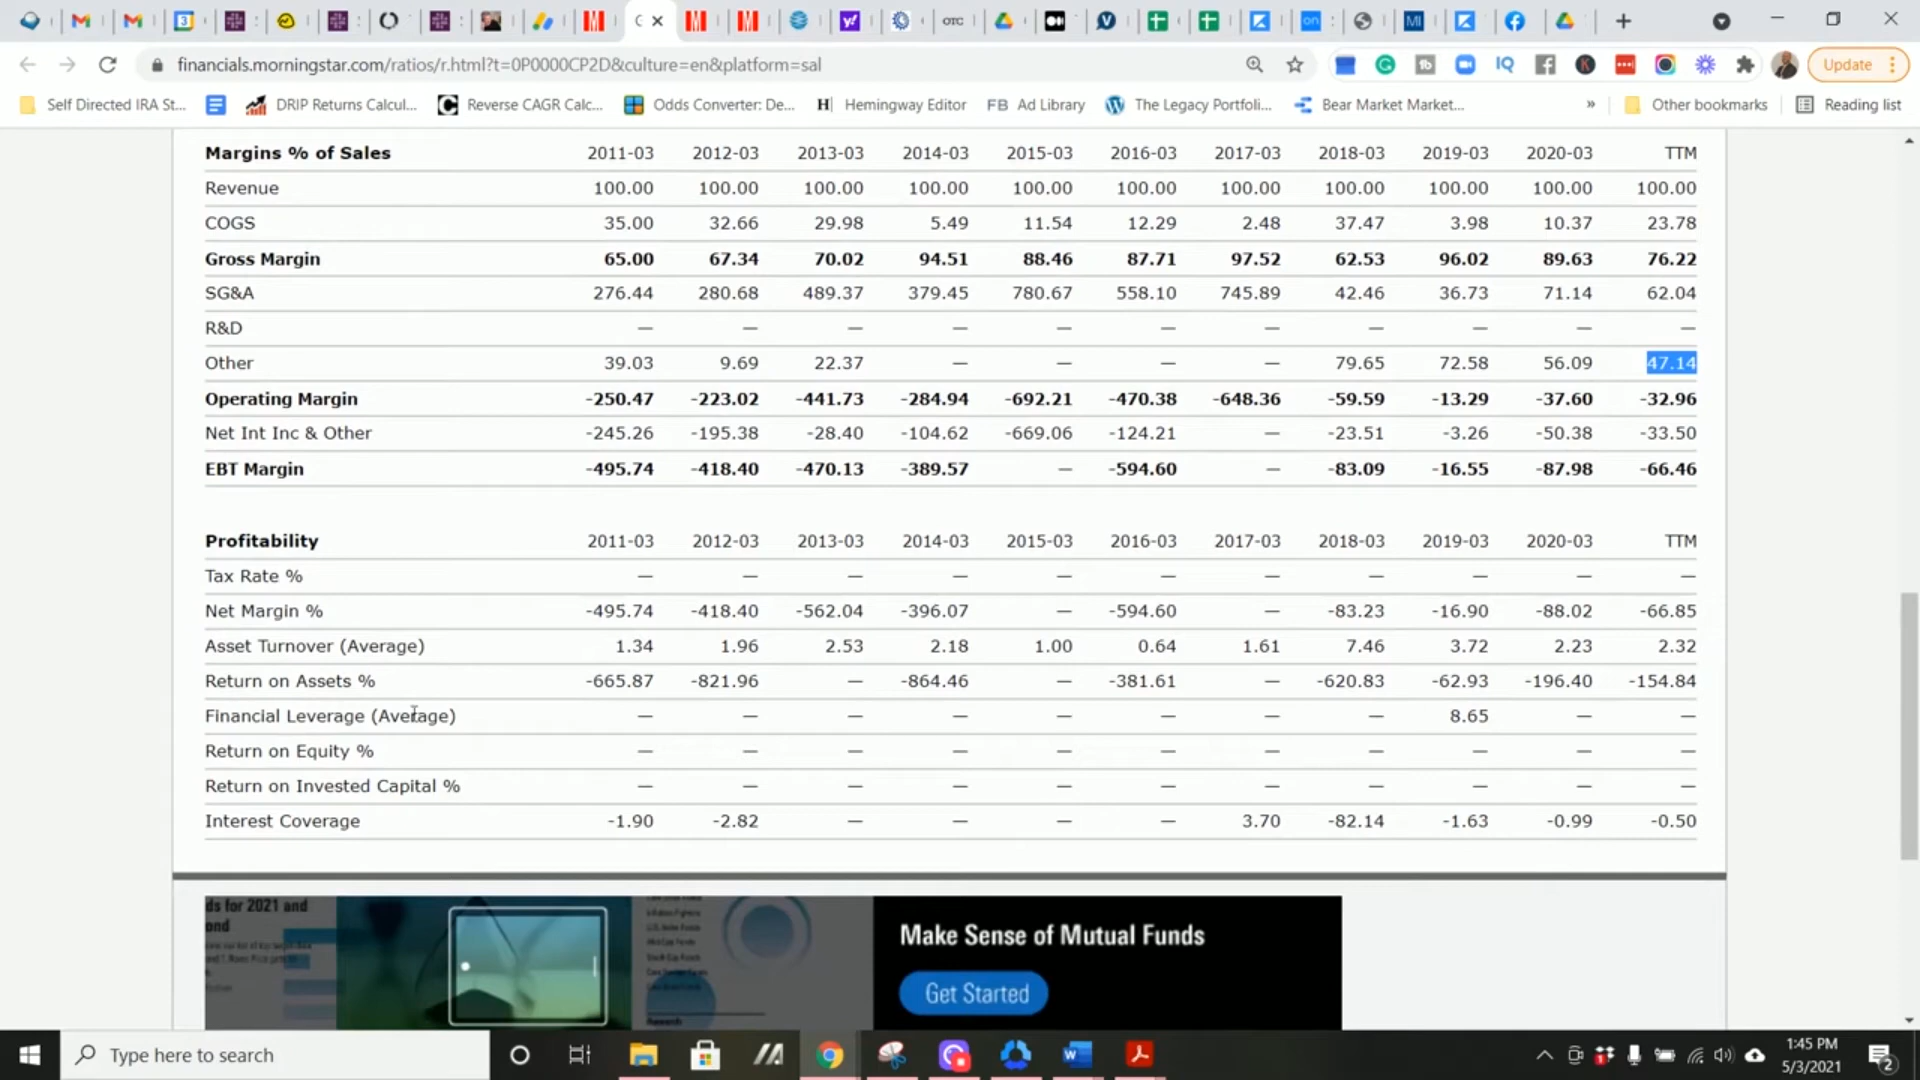 financials.morningstar.com/ratios/r.html?t=0P0000CP2D&culture=en&platform=sal
Update
Self Directed IRA St... DRIP Returns Calcul... Reverse CAGR Calc... Odds Converter: De... Hemingway Editor FB Ad Library The Legacy Portfoli... Bear Market Market... » Other bookmarks Reading list
Margins % of Sales 2011-03 2012-03 2013-03 2014-03 2015-03 2016-03 2017-03 2018-03 2019-03 2020-03 TTM
Revenue 100.00 100.00 100.00 100.00 100.00 100.00 100.00 100.00 100.00 100.00 100.00
COGS 35.00 32.66 29.98 5.49 11.54 12.29 2.48 37.47 3.98 10.37 23.78
Gross Margin 65.00 67.34 70.02 94.51 88.46 87.71 97.52 62.53 96.02 89.63 76.22
SG&A 276.44 280.68 489.37 379.45 780.67 558.10 745.89 42.46 36.73 71.14 62.04
R&D — — — — — — — — — — —
Other 39.03 9.69 22.37 — — — — 79.65 72.58 56.09 47.14
Operating Margin -250.47 -223.02 -441.73 -284.94 -692.21 -470.38 -648.36 -59.59 -13.29 -37.60 -32.96
Net Int Inc & Other -245.26 -195.38 -28.40 -104.62 -669.06 -124.21 — -23.51 -3.26 -50.38 -33.50
EBT Margin -495.74 -418.40 -470.13 -389.57 — -594.60 — -83.09 -16.55 -87.98 -66.46
Profitability 2011-03 2012-03 2013-03 2014-03 2015-03 2016-03 2017-03 2018-03 2019-03 2020-03 TTM
Tax Rate % — — — — — — — — — — —
Net Margin % -495.74 -418.40 -562.04 -396.07 — -594.60 — -83.23 -16.90 -88.02 -66.85
Asset Turnover (Average) 1.34 1.96 2.53 2.18 1.00 0.64 1.61 7.46 3.72 2.23 2.32
Return on Assets % -665.87 -821.96 — -864.46 — -381.61 — -620.83 -62.93 -196.40 -154.84
Financial Leverage (Average) — — — — — — — — 8.65 — —
Return on Equity % — — — — — — — — — — —
Return on Invested Capital % — — — — — — — — — — —
Interest Coverage -1.90 -2.82 — — — — 3.70 -82.14 -1.63 -0.99 -0.50
ds for 2021 and
ond
Make Sense of Mutual Funds
Get Started
Type here to search
1:45 PM
5/3/2021
2